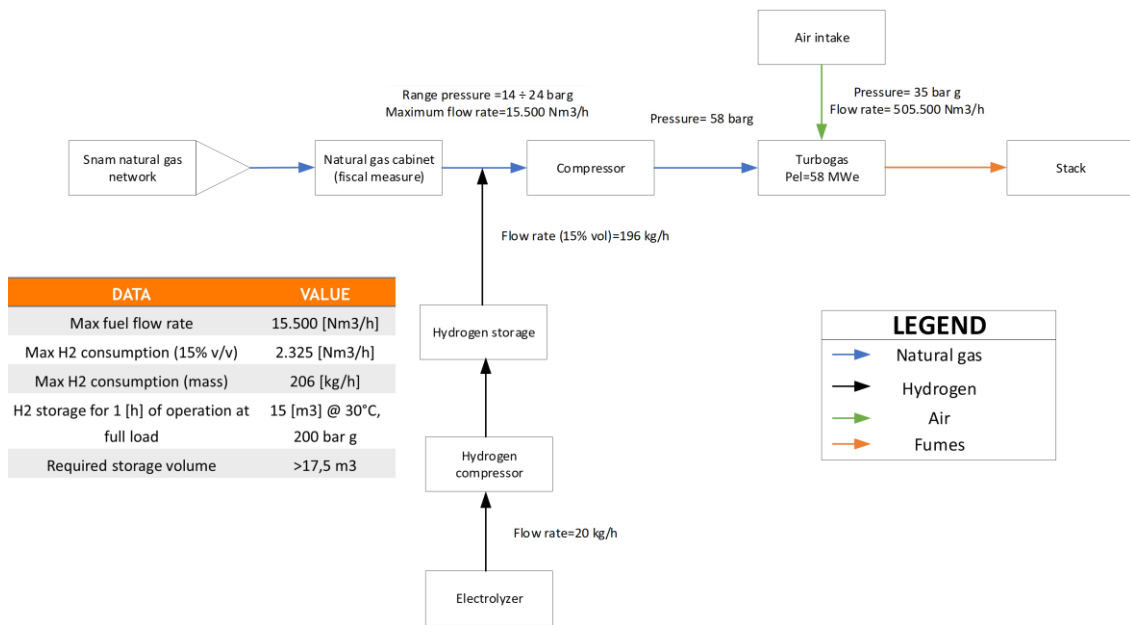 Air intake
Range pressure =14 ÷ 24 barg
Maximum flow rate=15.500 Nm3/h
Pressure= 58 barg
Pressure= 35 bar g
Flow rate= 505.500 Nm3/h
Snam natural gas
network
Natural gas cabinet
(fiscal measure)
Compressor
Turbogas
Pel=58 MWe
Stack
Flow rate (15% vol)=196 kg/h
DATA VALUE
Max fuel flow rate 15.500 [Nm3/h]
Max H2 consumption (15% v/v) 2.325 [Nm3/h]
Max H2 consumption (mass) 206 [kg/h]
H2 storage for 1 [h] of operation at 15 [m3] @ 30°C,
full load 200 bar g
Required storage volume >17,5 m3
Hydrogen storage
Hydrogen
compressor
Flow rate=20 kg/h
Electrolyzer
LEGEND
Natural gas
Hydrogen
Air
Fumes